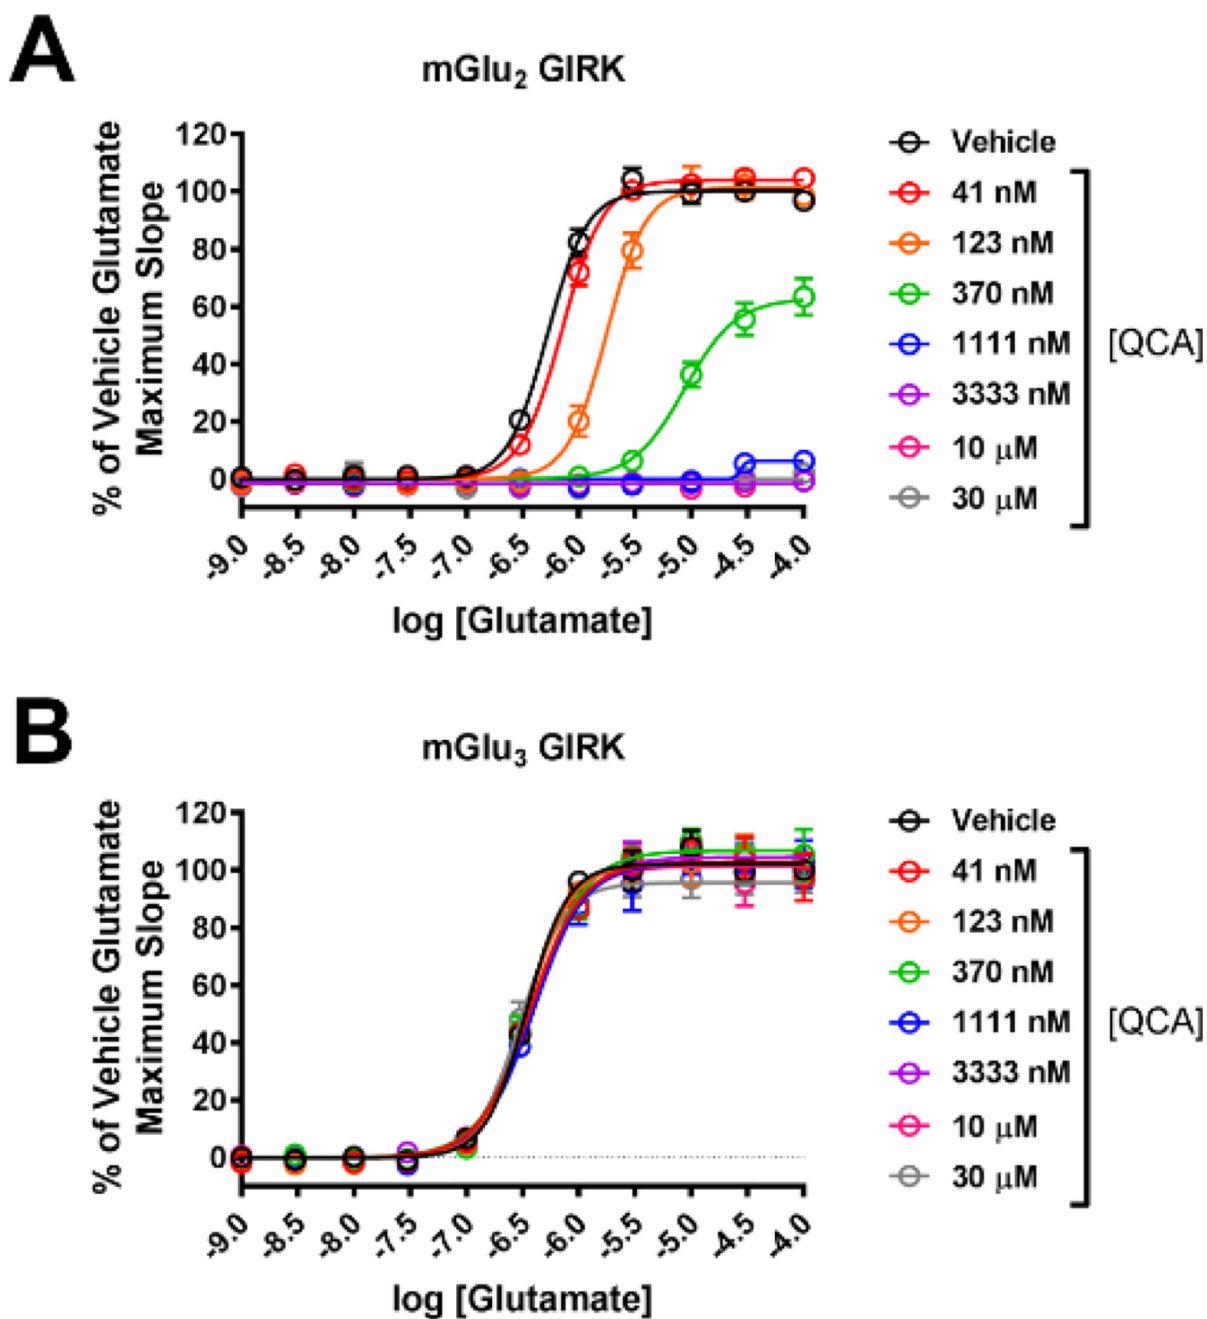 A
mGlu₂ GIRK
% of Vehicle Glutamate
Maximum Slope
120
100
80
60
40
20
0
-9.0 -8.5 -8.0 -7.5 -7.0 -6.5 -6.0 -5.5 -5.0 -4.5 -4.0
log [Glutamate]
Vehicle
41 nM
123 nM
370 nM
1111 nM
3333 nM
10 μM
30 μM
[QCA]
B
mGlu₃ GIRK
% of Vehicle Glutamate
Maximum Slope
120
100
80
60
40
20
0
-9.0 -8.5 -8.0 -7.5 -7.0 -6.5 -6.0 -5.5 -5.0 -4.5 -4.0
log [Glutamate]
Vehicle
41 nM
123 nM
370 nM
1111 nM
3333 nM
10 μM
30 μM
[QCA]